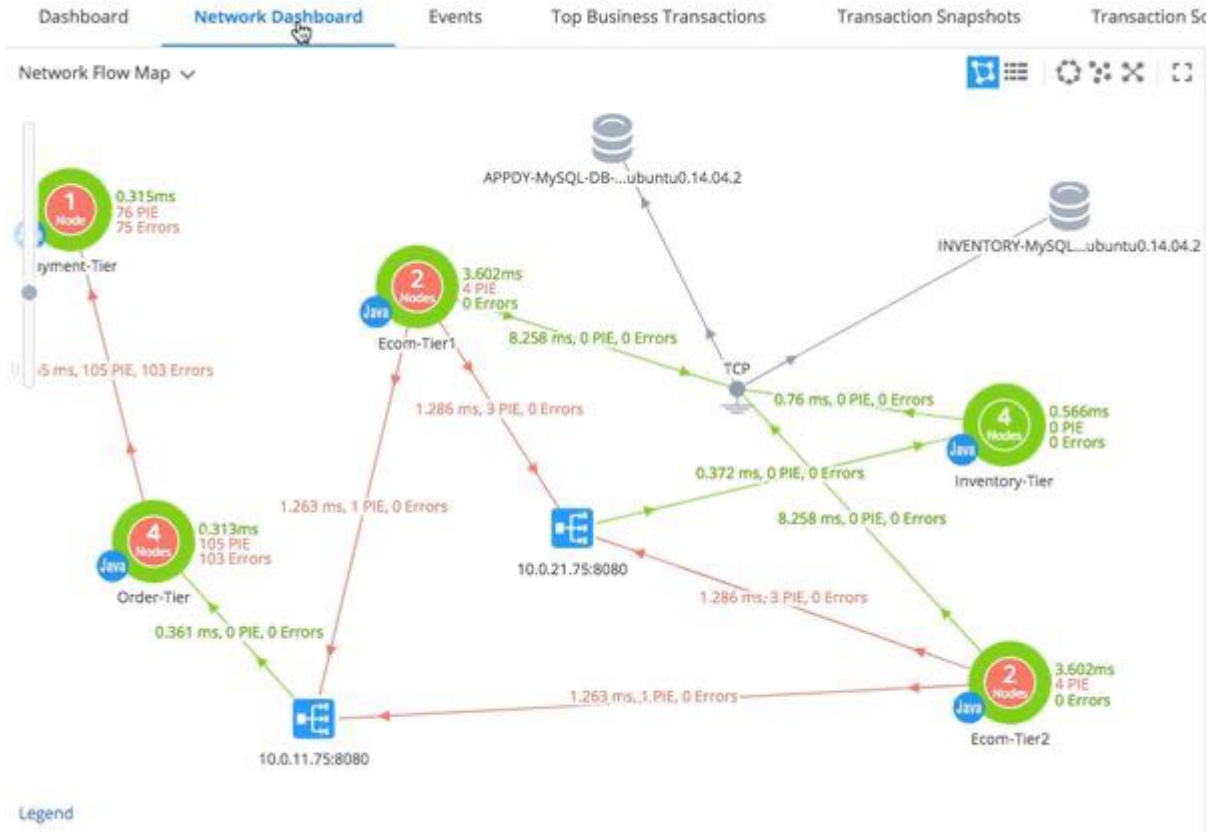 Dashboard
Network Dashboard
Events
Top Business Transactions
Transaction Snapshots
Transaction Sc
Network Flow Map
APPDY-MySQL-DB-...ubuntu0.14.04.2
1
Node
0.315ms
76 PIE
75 Errors
yment-Tier
INVENTORY-MySQL...ubuntu0.14.04.2
2
Nodes
Java
3.602ms
4 PIE
0 Errors
Ecom-Tier1
8.258 ms, 0 PIE, 0 Errors
TCP
5 ms, 105 PIE, 103 Errors
0.76 ms, 0 PIE, 0 Errors
1.286 ms, 3 PIE, 0 Errors
4
Nodes
Java
0.566ms
0 PIE
0 Errors
Inventory-Tier
0.372 ms, 0 PIE, 0 Errors
1.263 ms, 1 PIE, 0 Errors
8.258 ms, 0 PIE, 0 Errors
4
Nodes
Java
0.313ms
105 PIE
103 Errors
Order-Tier
10.0.21.75:8080
1.286 ms, 3 PIE, 0 Errors
0.361 ms, 0 PIE, 0 Errors
2
Nodes
Java
3.602ms
4 PIE
0 Errors
Ecom-Tier2
1.263 ms, 1 PIE, 0 Errors
10.0.11.75:8080
Legend